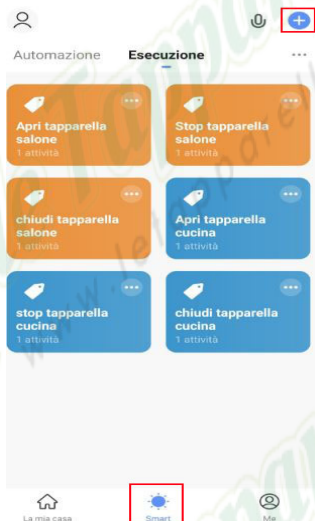 Automazione Esecuzione
Apri tapparella
salone
1 attività
Stop tapparella
salone
1 attività
chiudi tapparella
salone
1 attività
Apri tapparella
cucina
1 attività
stop tapparella
cucina
1 attività
chiudi tapparella
cucina
1 attività
La mia casa Smart Me